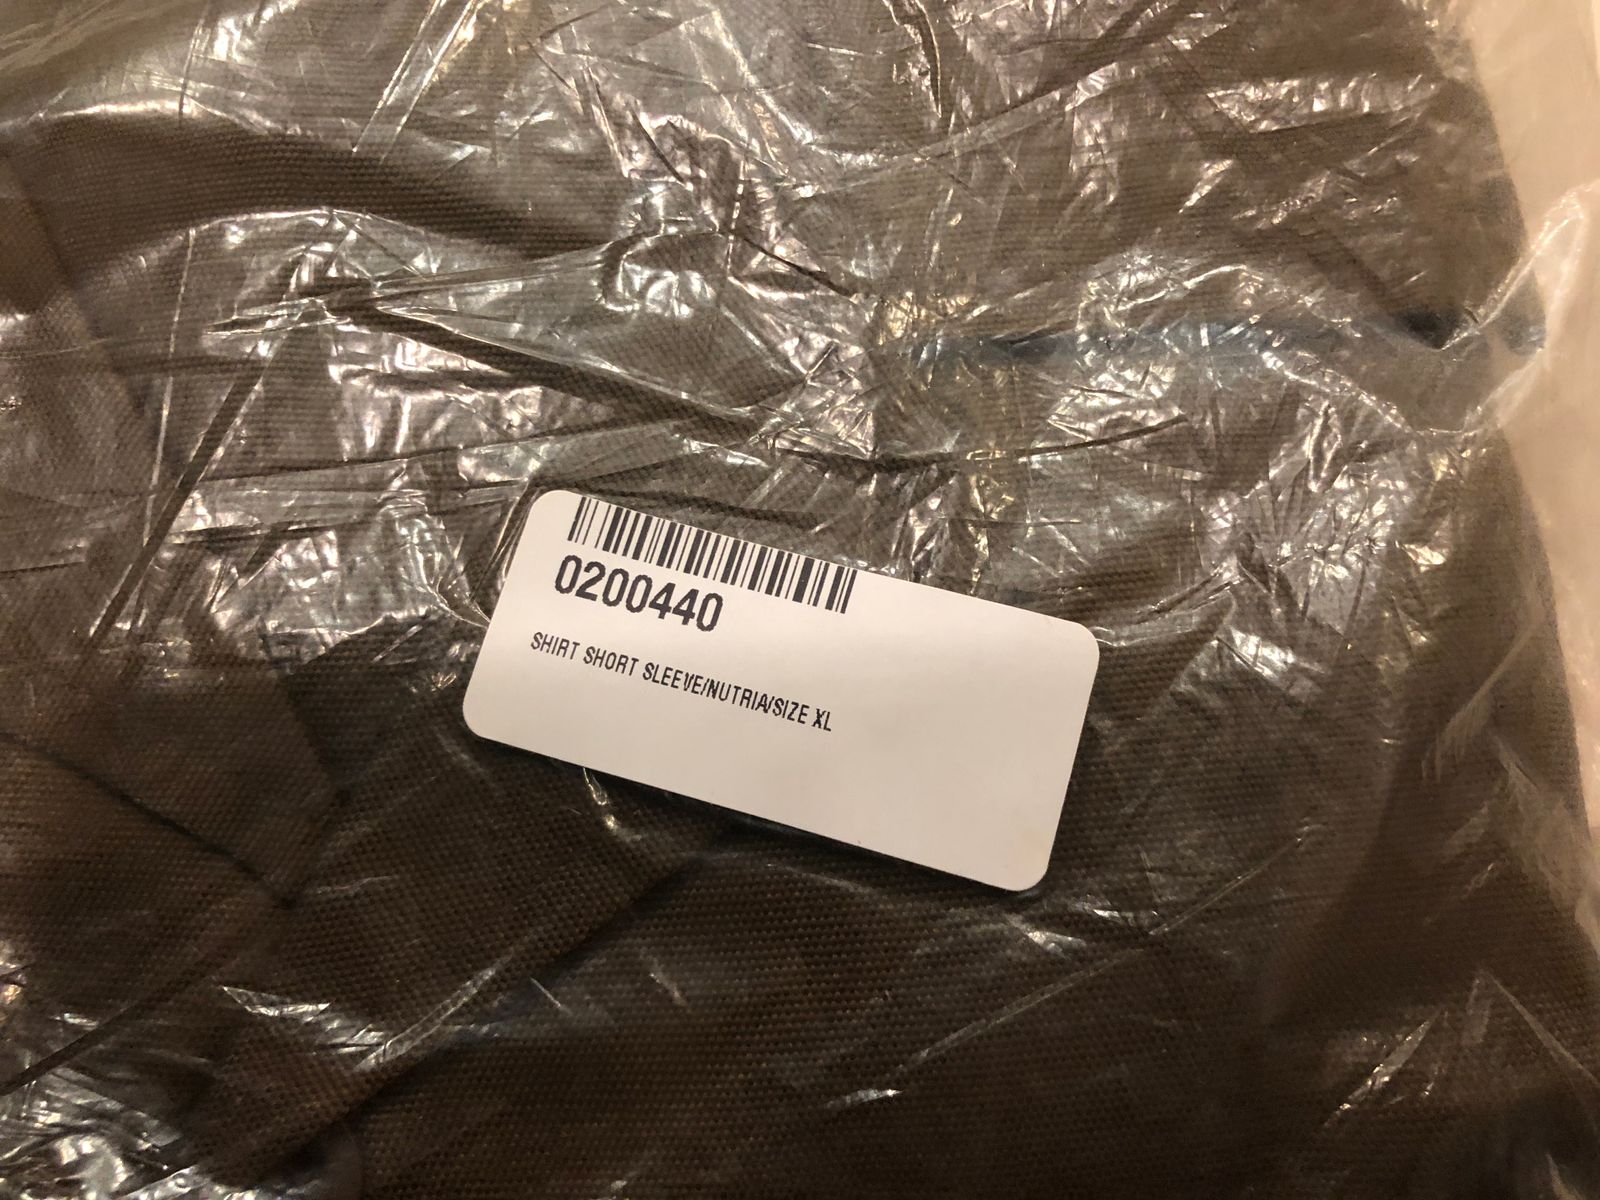 0200440
SHIRT SHORT SLEEVE/NUTRIA/SIZE XL